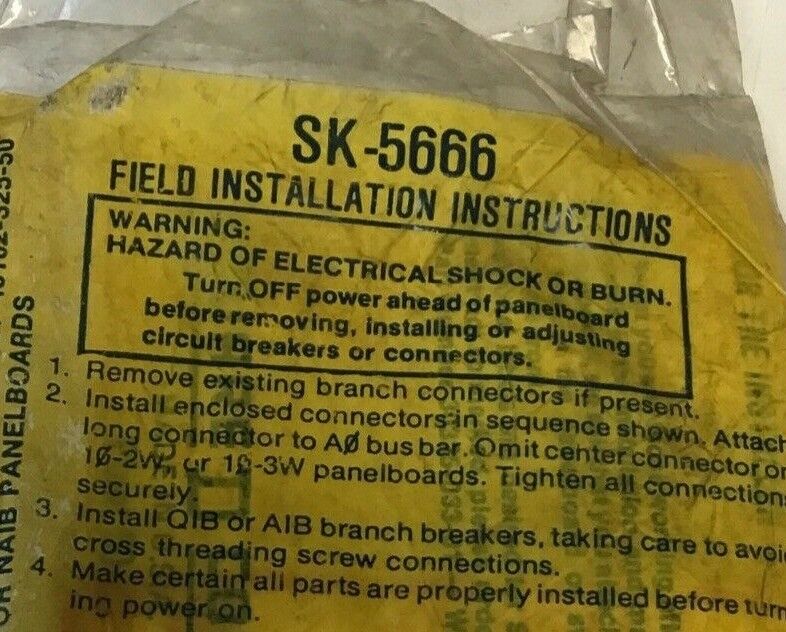 SK-5666
FIELD INSTALLATION INSTRUCTIONS
WARNING:
HAZARD OF ELECTRICAL SHOCK OR BURN.
Turn OFF power ahead of panelboard
before removing, installing or adjusting
circuit breakers or connectors.
1. Remove existing branch connectors if present.
2. Install enclosed connectors in sequence shown. Attach
long connector to AØ bus bar. Omit center connector on
1Ø-2W, or 1Ø-3W panelboards. Tighten all connections
securely.
3. Install QIB or AIB branch breakers, taking care to avoid
cross threading screw connections.
4. Make certain all parts are properly installed before turn-
ing power on.
OR NAIB PANELBOARDS